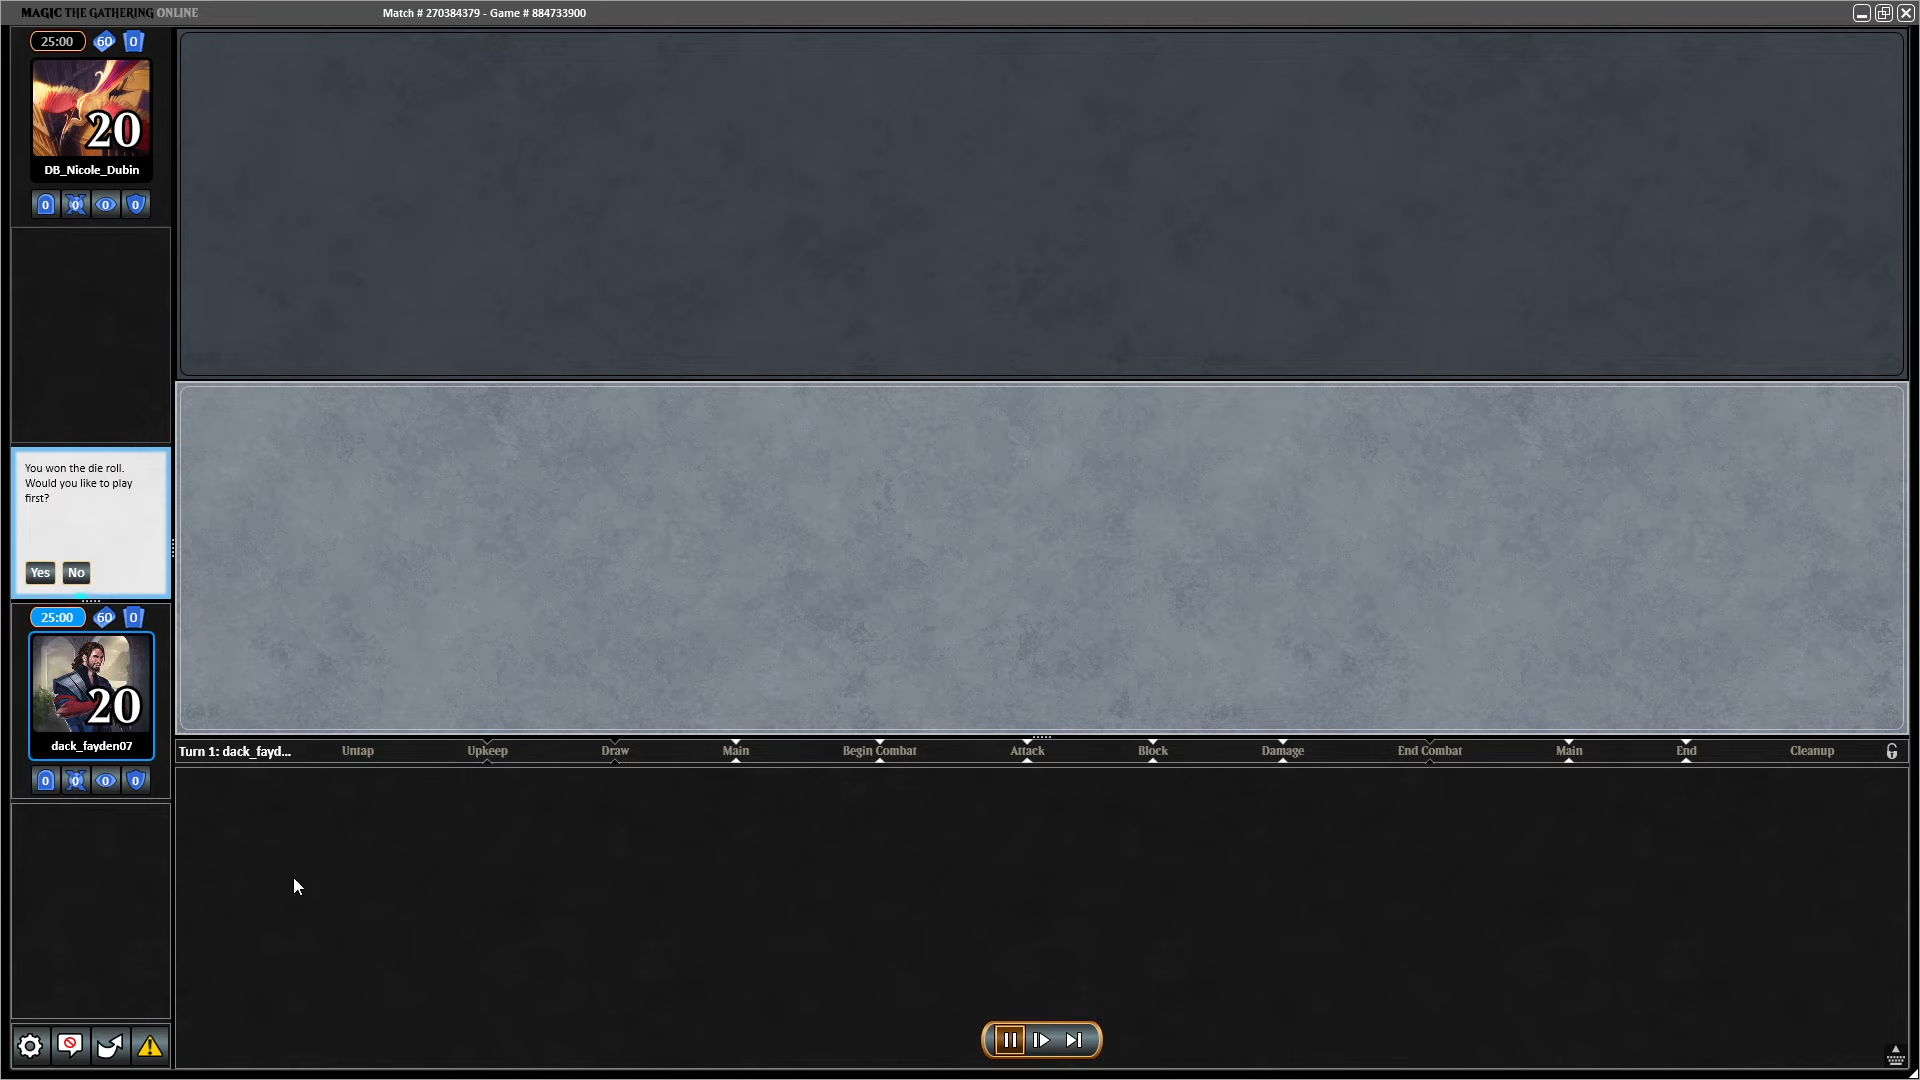 MAGIC THE GATHERING ONLINE
Match # 270384379 - Game # 884733900
25:00 60 0
20
DB_Nicole_Dubin
0 0 0 0
You won the die roll.
Would you like to play
first?
Yes No
25:00 60 0
20
dack_fayden07
0 0 0 0
Turn 1: dack_fayd... Untap Upkeep Draw Main Begin Combat Attack Block Damage End Combat Main End Cleanup